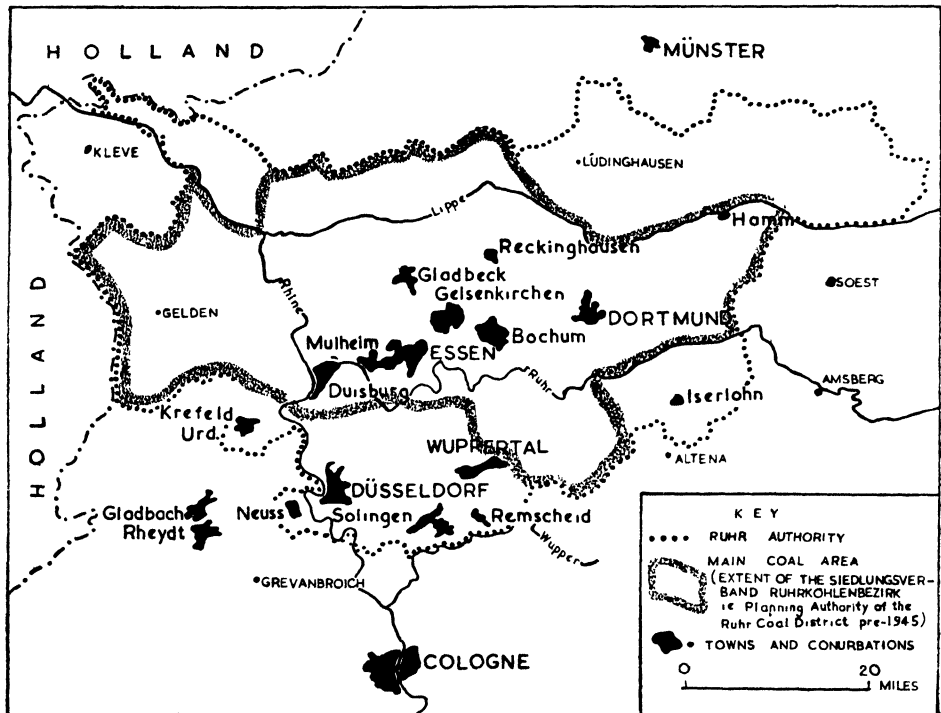 HOLLAND
MÜNSTER
KLEVE
LÜDINGHAUSEN
Lippe
Hamm
Reckinghausen
HOLLAND
Rhine
Gladbeck
SOEST
Gelsenkirchen
GELDEN
DORTMUND
Bochum
Mulheim
ESSEN
Ruhr
Duisburg
AMSBERG
Iserlohn
Krefeld
Urd.
WUPPERTAL
ALTENA
DÜSSELDORF
Gladbach
Neuss
Solingen
Remscheid
Rheydt
Wupper
GREVANBROICH
COLOGNE
KEY
RUHR AUTHORITY
MAIN COAL AREA
(EXTENT OF THE SIEDLUNGSVER-
BAND RUHRKOHLENBEZIRK
ie Planning Authority of the
Ruhr Coal District pre-1945)
TOWNS AND CONURBATIONS
0 20
MILES